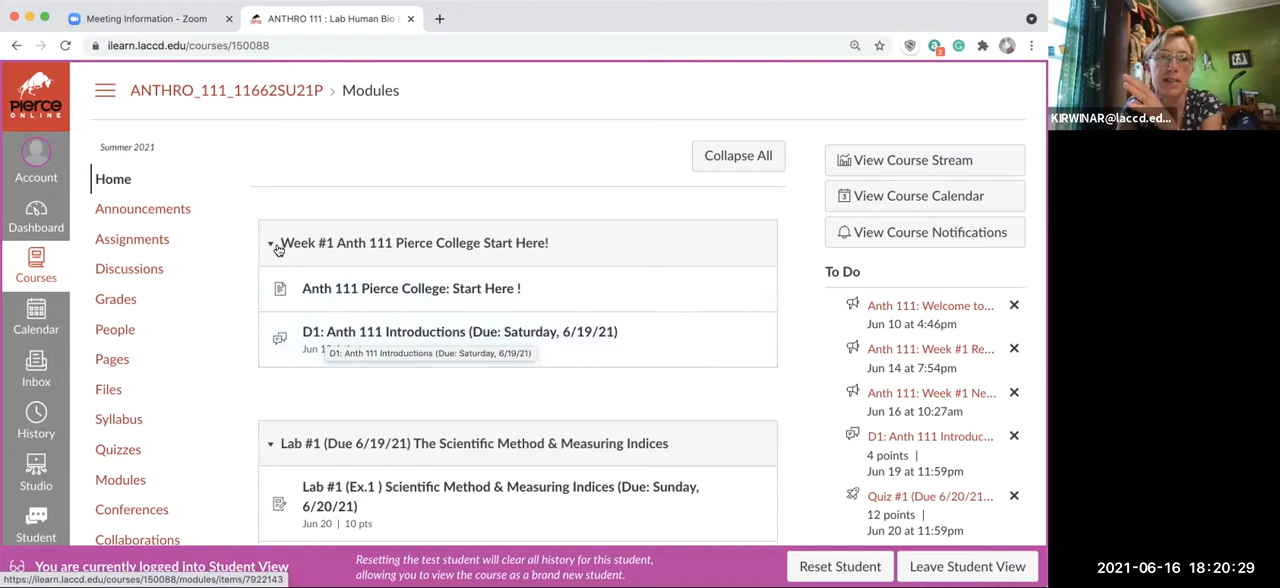 Meeting Information - Zoom
ANTHRO 111 : Lab Human Bio
ilearn.laccd.edu/courses/150088
2
PIERCE
ONLINE
Account
Dashboard
Courses
Calendar
Inbox
History
Studio
Student
ANTHRO_111_11662SU21P > Modules
Summer 2021
Home
Announcements
Assignments
Discussions
Grades
People
Pages
Files
Syllabus
Quizzes
Modules
Conferences
Collaborations
Collapse All
Week #1 Anth 111 Pierce College Start Here!
Anth 111 Pierce College: Start Here !
D1: Anth 111 Introductions (Due: Saturday, 6/19/21)
Jun
D1: Anth 111 Introductions (Due: Saturday, 6/19/21)
Lab #1 (Due 6/19/21) The Scientific Method & Measuring Indices
Lab #1 (Ex.1 ) Scientific Method & Measuring Indices (Due: Sunday,
6/20/21)
Jun 20 | 10 pts
View Course Stream
3 View Course Calendar
View Course Notifications
To Do
Anth 111: Welcome to...
Jun 10 at 4:46pm
Anth 111: Week #1 Re...
Jun 14 at 7:54pm
Anth 111: Week #1 Ne...
Jun 16 at 10:27am
D1: Anth 111 Introduc...
4 points |
Jun 19 at 11:59pm
Quiz #1 (Due 6/20/21...
12 points |
Jun 20 at 11:59pm
You are currently logged into Student View
https://ilearn.laccd.edu/courses/150088/modules/items/7922143
Resetting the test student will clear all history for this student,
allowing you to view the course as a brand new student.
Reset Student
Leave Student View
KIRWINAR@laccd.ed...
2021-06-16 18:20:29